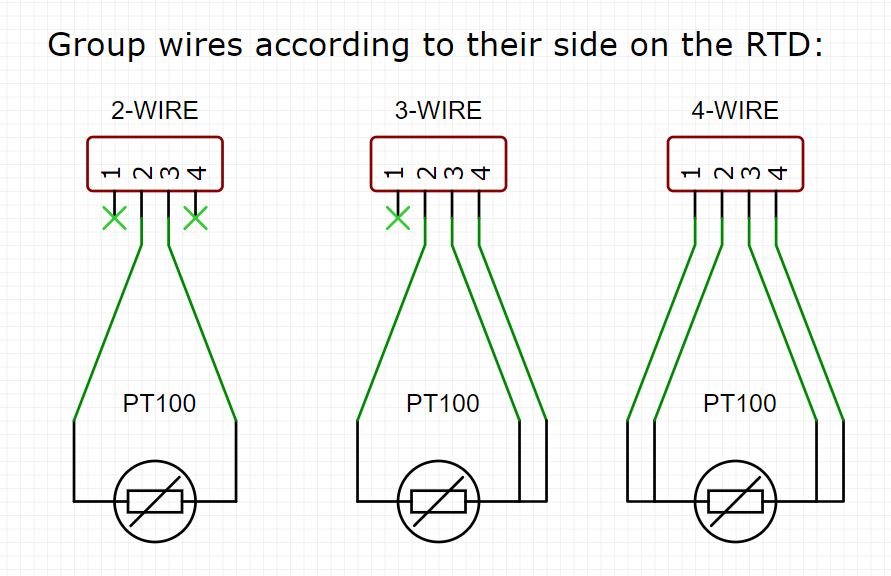 Group wires according to their side on the RTD:
2-WIRE 3-WIRE 4-WIRE
1 2 3 4 1 2 3 4 1 2 3 4
PT100 PT100 PT100